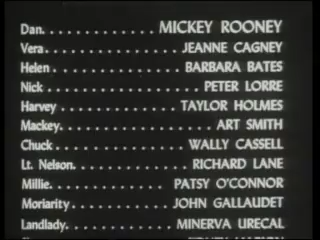 Dan. . . . . . . . . . . . MICKEY ROONEY
Vera. . . . . . . . . . . . . . JEANNE CAGNEY
Helen . . . . . . . . . . . . . BARBARA BATES
Nick . . . . . . . . . . . . . . . . PETER LORRE
Harvey . . . . . . . . . . . . TAYLOR HOLMES
Mackey. . . . . . . . . . . . . . . . ART SMITH
Chuck . . . . . . . . . . . . . WALLY CASSELL
Lt. Nelson. . . . . . . . . . . . RICHARD LANE
Millie. . . . . . . . . . . . PATSY O'CONNOR
Moriarity . . . . . . . . . . JOHN GALLAUDET
Landlady. . . . . . . . . . . MINERVA URECAL